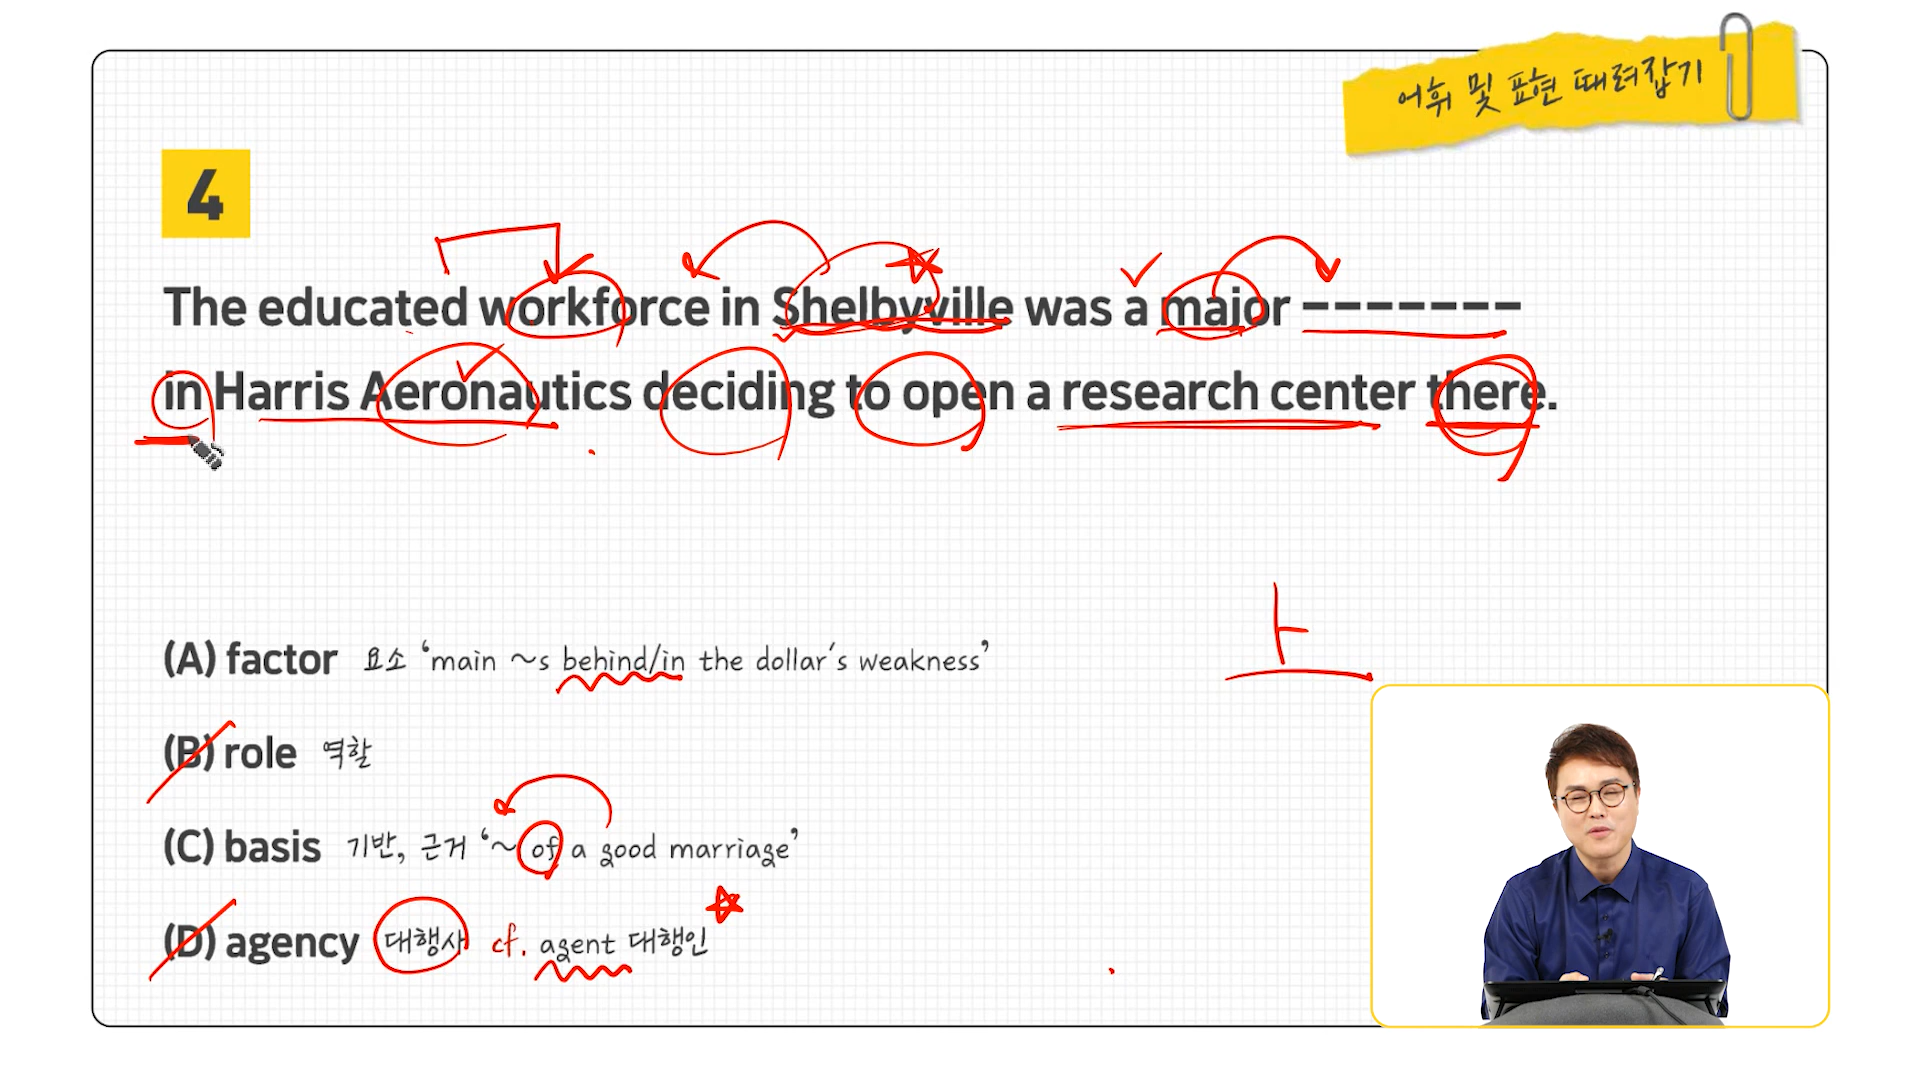 어휘 및 표현 때려잡기
4
The educated workforce in Shelbyville was a major -------
in Harris Aeronautics deciding to open a research center there.
(A) factor 요소 ‘main ~s behind/in the dollar’s weakness’
(B) role 역할
(C) basis 기반, 근거 ‘~ of a good marriage’
(D) agency 대행사 cf. agent 대행인